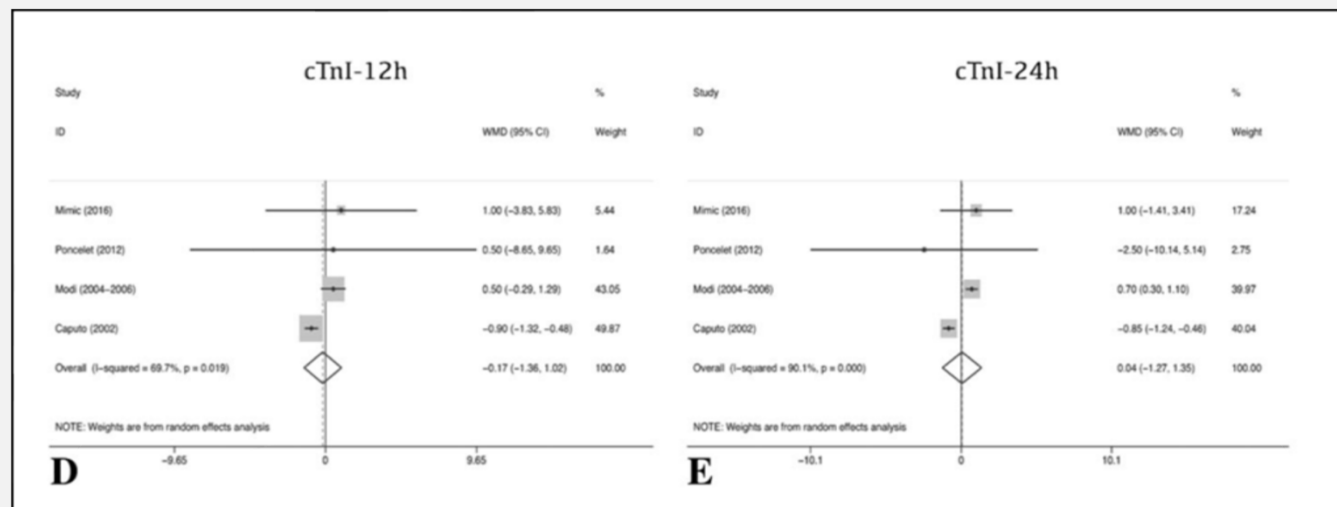 cTnI-12h
Study %
ID WMD (95% CI) Weight
Mimic (2016) 1.00 (−3.83, 5.83) 5.44
Poncelet (2012) 0.50 (−8.65, 9.65) 1.64
Modi (2004−2006) 0.50 (−0.29, 1.29) 43.05
Caputo (2002) −0.90 (−1.32, −0.48) 49.87
Overall (I−squared = 69.7%, p = 0.019) −0.17 (−1.36, 1.02) 100.00
NOTE: Weights are from random effects analysis
−9.65 0 9.65
D
cTnI-24h
Study %
ID WMD (95% CI) Weight
Mimic (2016) 1.00 (−1.41, 3.41) 17.24
Poncelet (2012) −2.50 (−10.14, 5.14) 2.75
Modi (2004−2006) 0.70 (0.30, 1.10) 39.97
Caputo (2002) −0.85 (−1.24, −0.46) 40.04
Overall (I−squared = 90.1%, p = 0.000) 0.04 (−1.27, 1.35) 100.00
NOTE: Weights are from random effects analysis
−10.1 0 10.1
E